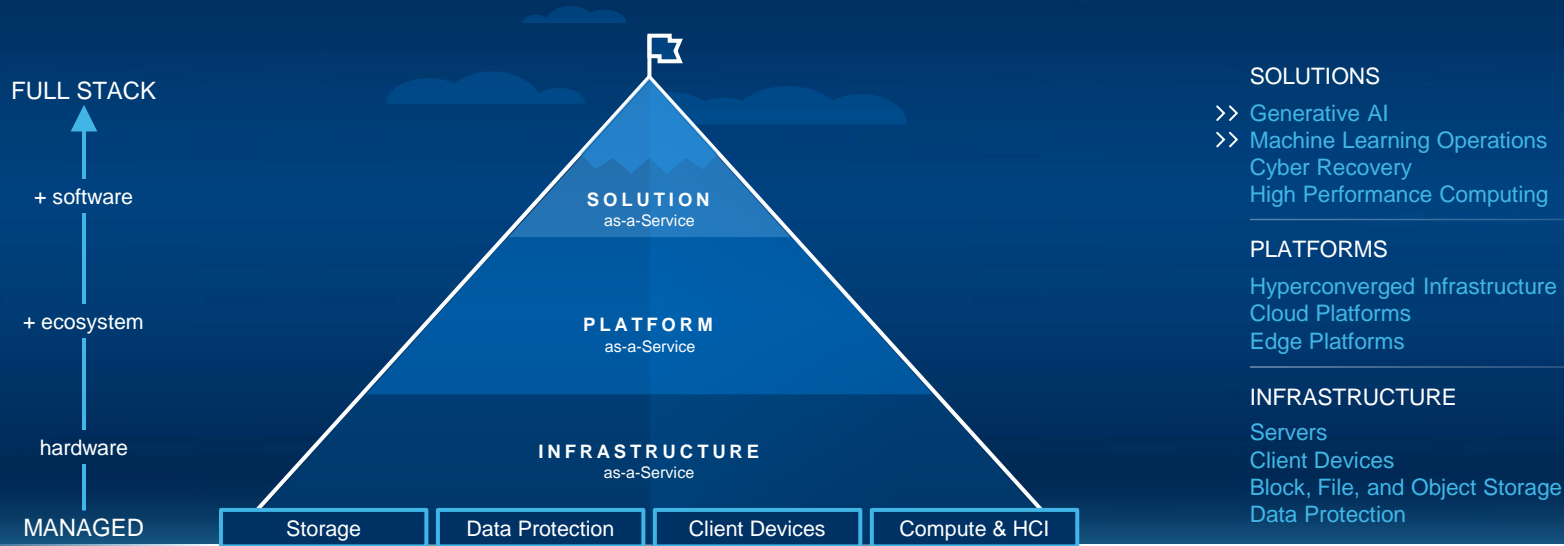 FULL STACK
+ software
+ ecosystem
hardware
MANAGED
SOLUTION
as-a-Service
PLATFORM
as-a-Service
INFRASTRUCTURE
as-a-Service
Storage
Data Protection
Client Devices
Compute & HCI
SOLUTIONS
>> Generative AI
>> Machine Learning Operations
Cyber Recovery
High Performance Computing
PLATFORMS
Hyperconverged Infrastructure
Cloud Platforms
Edge Platforms
INFRASTRUCTURE
Servers
Client Devices
Block, File, and Object Storage
Data Protection